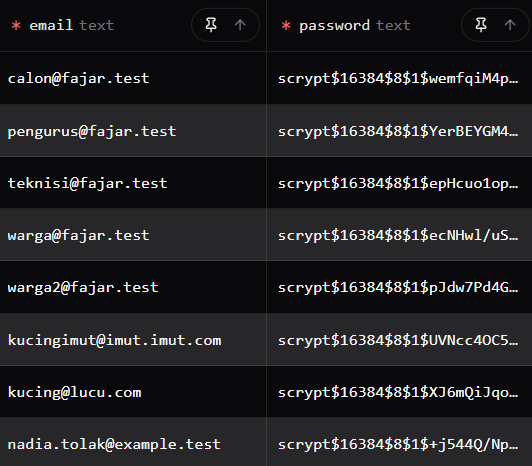 * email text * password text
calon@fajar.test scrypt$16384$8$1$wemfqiM4p…
pengurus@fajar.test scrypt$16384$8$1$YerBEYGM4…
teknisi@fajar.test scrypt$16384$8$1$epHcuo1op…
warga@fajar.test scrypt$16384$8$1$ecNHwl/uS…
warga2@fajar.test scrypt$16384$8$1$pJdw7Pd4G…
kucingimut@imut.imut.com scrypt$16384$8$1$UVNcc4OC5…
kucing@lucu.com scrypt$16384$8$1$XJ6mQiJqo…
nadia.tolak@example.test scrypt$16384$8$1$+j544Q/Np…